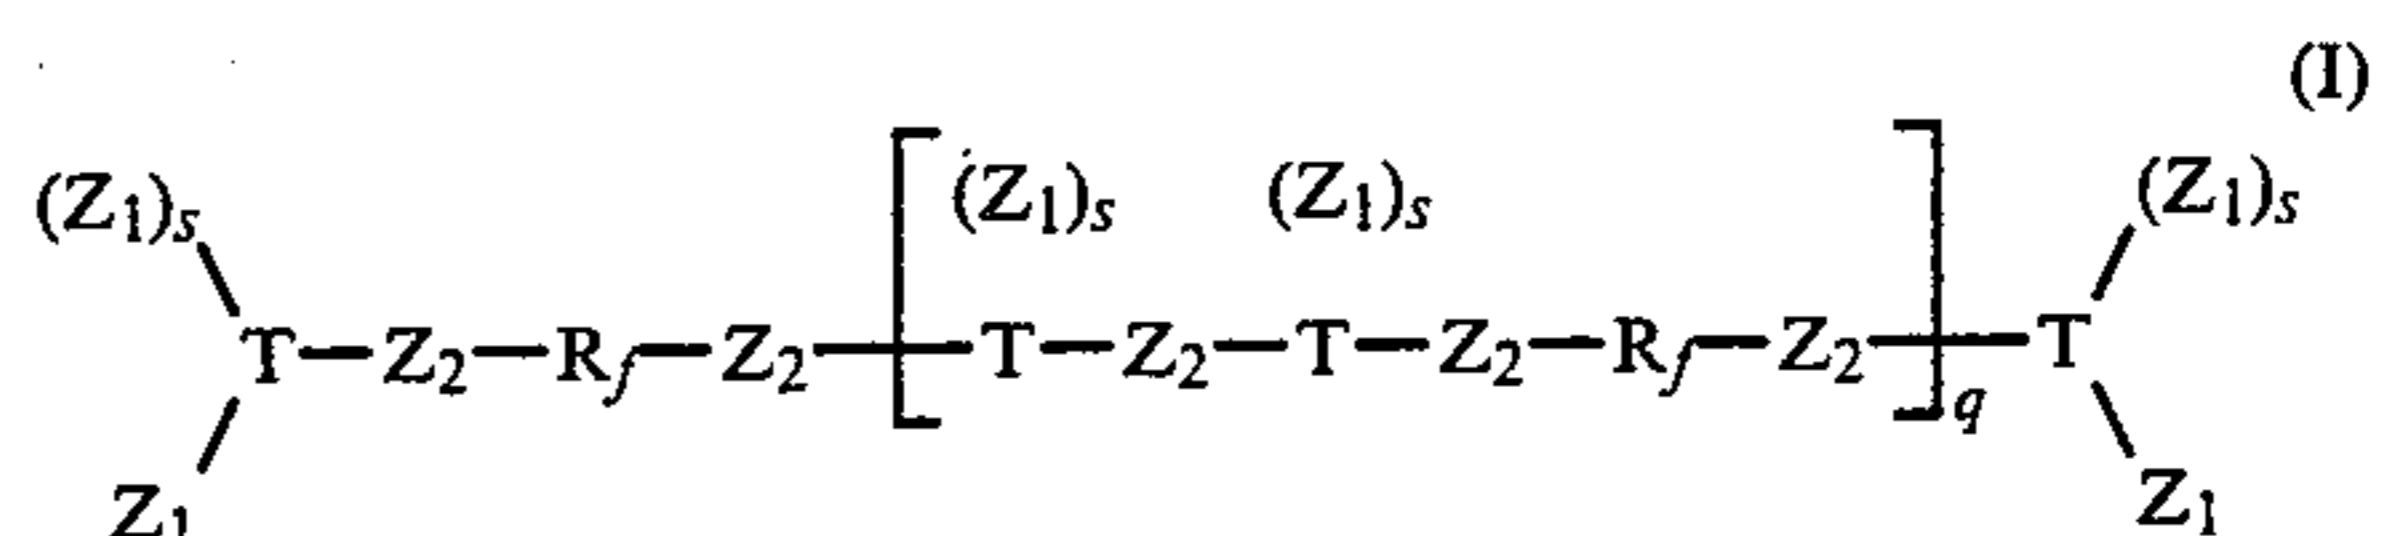 (I)
(Z1)s (Z1)s (Z1)s (Z1)s
T—Z2—Rf—Z2—[T—Z2—T—Z2—Rf—Z2]q—T
Z1 Z1